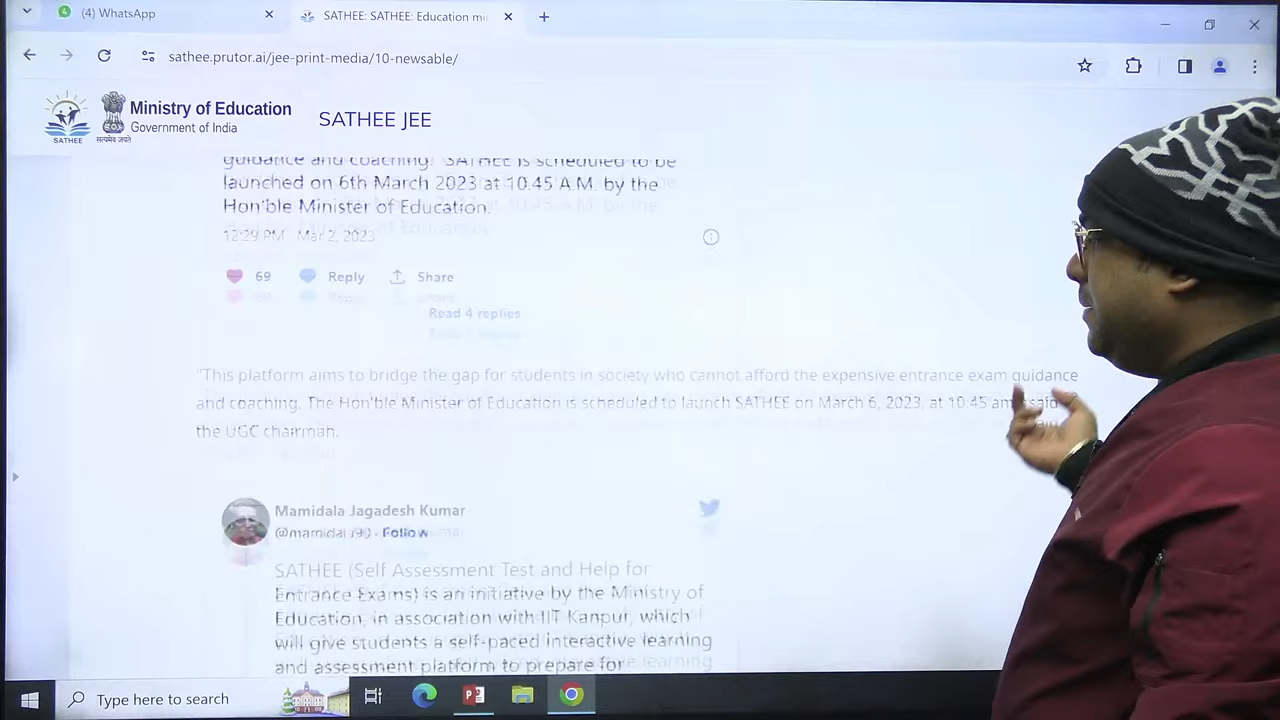 (4) WhatsApp
SATHEE: SATHEE: Education mi
sathee.prutor.ai/jee-print-media/10-newsable/
SATHEE
सत्यमेव जयते
Ministry of Education
Government of India
SATHEE JEE
guidance and coaching. SATHEE is scheduled to be
launched on 6th March 2023 at 10.45 A.M. by the
Hon'ble Minister of Education.
12:29 PM Mar 2, 2023
69 Reply Share
Read 4 replies
"This platform aims to bridge the gap for students in society who cannot afford the expensive entrance exam guidance
and coaching. The Hon'ble Minister of Education is scheduled to launch SATHEE on March 6, 2023, at 10 45 am said
the UGC chairman.
Mamidala Jagadesh Kumar
· Follow
SATHEE (Self Assessment Test and Help for
Entrance Exams) is an initiative by the Ministry of
Education, in association with IIT Kanpur, which
will give students a self-paced interactive learning
and assessment platform to prepare for
Type here to search